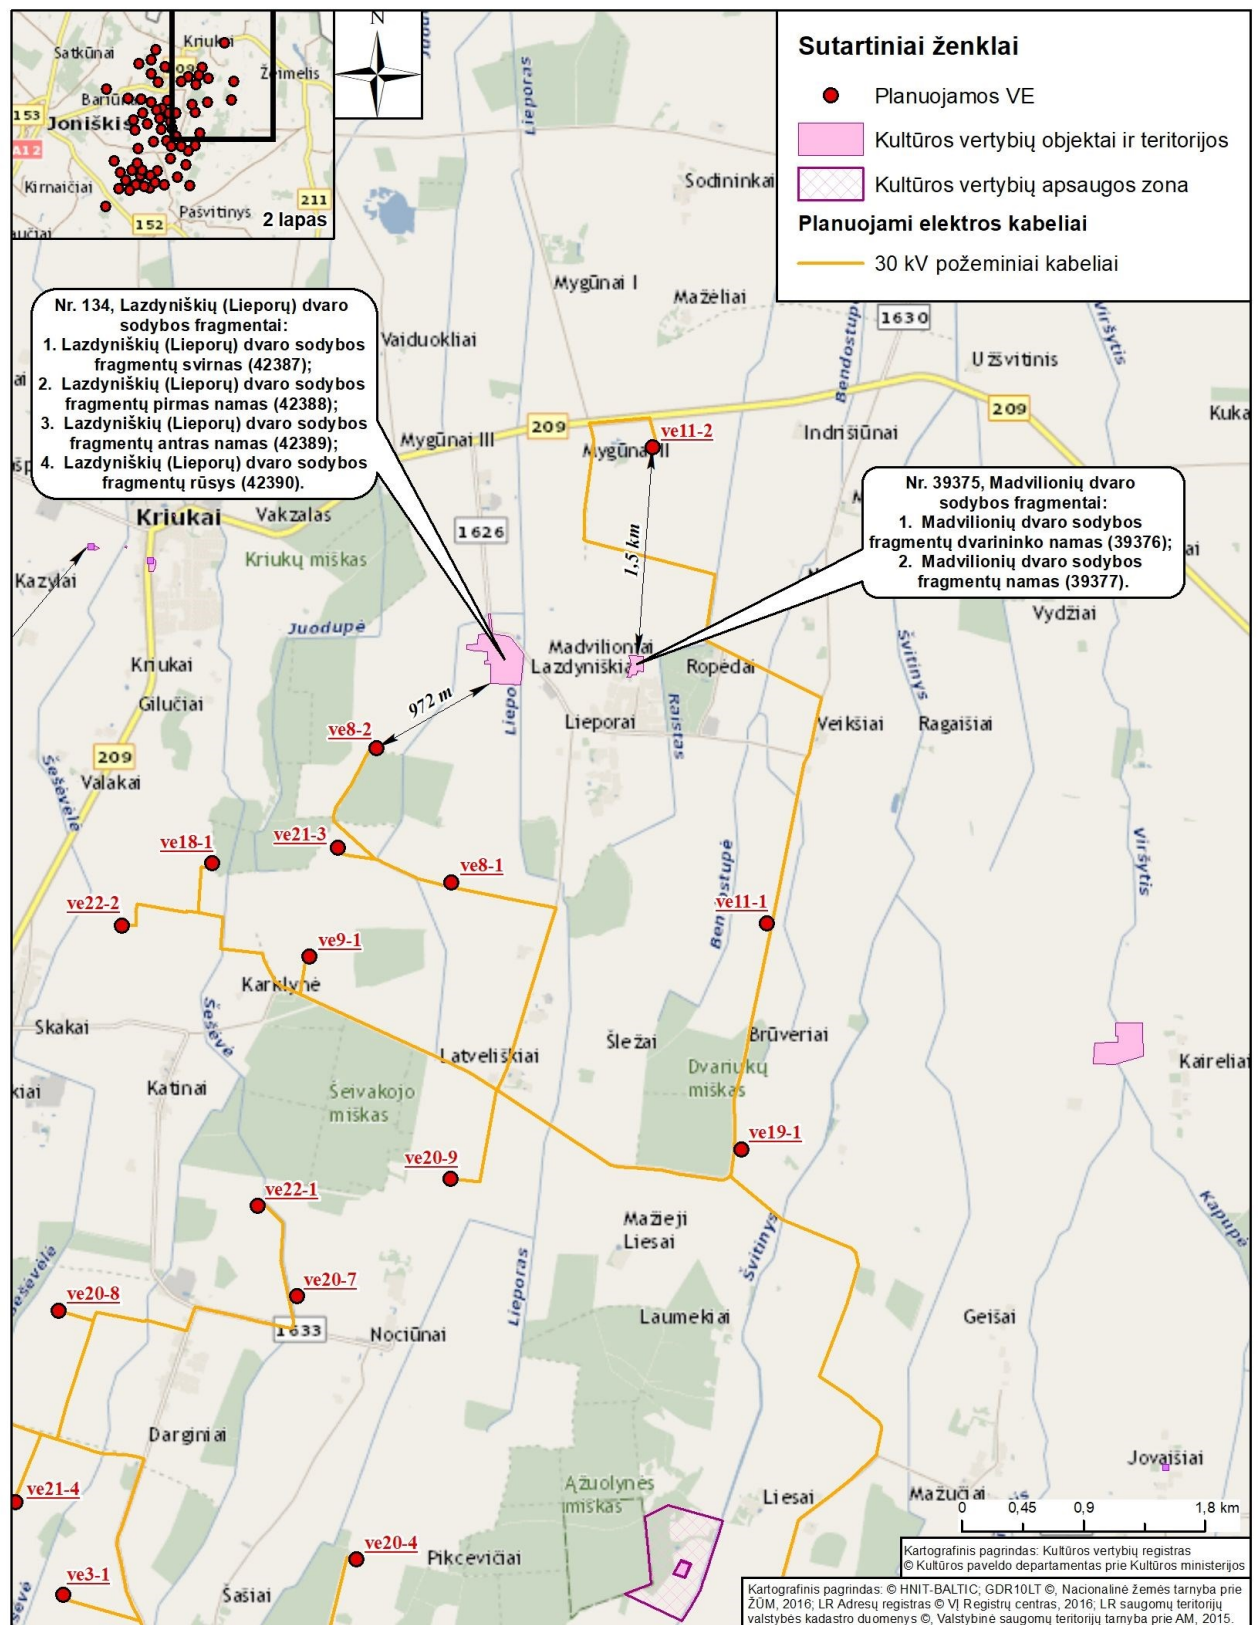 Satkūnai
Žeimelis
153
Joniškis
A12
Kirnaičiai
211
Pašvitinys
152
2 lapas
N
Sutartiniai ženklai
Planuojamos VE
Kultūros vertybių objektai ir teritorijos
Kultūros vertybių apsaugos zona
Planuojami elektros kabeliai
30 kV požeminiai kabeliai
Lieporas
Sodininkai
Mygūnai I
Mažėliai
Bendostupė
1630
Viršytis
Užšvitinis
Vaiduokliai
Nr. 134, Lazdyniškių (Lieporų) dvaro
sodybos fragmentai:
1. Lazdyniškių (Lieporų) dvaro sodybos
fragmentų svirnas (42387);
2. Lazdyniškių (Lieporų) dvaro sodybos
fragmentų pirmas namas (42388);
3. Lazdyniškių (Lieporų) dvaro sodybos
fragmentų antras namas (42389);
4. Lazdyniškių (Lieporų) dvaro sodybos
fragmentų rūsys (42390).
209
209
Kuka
Mygūnai III
ve11-2
Indrišiūnai
Nr. 39375, Madvilionių dvaro
sodybos fragmentai:
1. Madvilionių dvaro sodybos
fragmentų dvarininko namas (39376);
2. Madvilionių dvaro sodybos
fragmentų namas (39377).
Kriukai
Vakzalas
1626
1,5 km
Kriukų miškas
Kazylai
Vydžiai
Juodupė
Madvilioniai
Lazdyniškiai
Ropėdai
Švitinys
Kriukai
Gilučiai
972 m
Liepo
Lieporai
Raistas
Veikšiai
Ragaišiai
ve8-2
209
Valakai
Šešėvėlė
ve18-1
ve21-3
ve8-1
Viršytis
ve22-2
ve11-1
ve9-1
Karklynė
Skakai
Šešėvė
Šležai
Brūveriai
Latveliškiai
Kaireliai
kiai
Katinai
Šeivakojo
miškas
Dvariukų
miškas
ve19-1
ve20-9
ve22-1
Mažieji
Liesai
Švitinys
Kapupė
ve20-8
ve20-7
1633
Nociūnai
Lieporas
Laumekiai
Geišai
Darginiai
Jovaišiai
ve21-4
Ąžuolynės
miškas
Liesai
Mažučiai
0 0,45 0,9 1,8 km
ve20-4
Pikcevičiai
ve3-1
Šašiai
Kartografinis pagrindas: Kultūros vertybių registras
© Kultūros paveldo departamentas prie Kultūros ministerijos
Kartografinis pagrindas: © HNIT-BALTIC; GDR10LT ©, Nacionalinė žemės tarnyba prie
ŽŪM, 2016; LR Adresų registras © VĮ Registrų centras, 2016; LR saugomų teritorijų
valstybės kadastro duomenys ©, Valstybinė saugomų teritorijų tarnyba prie AM, 2015.